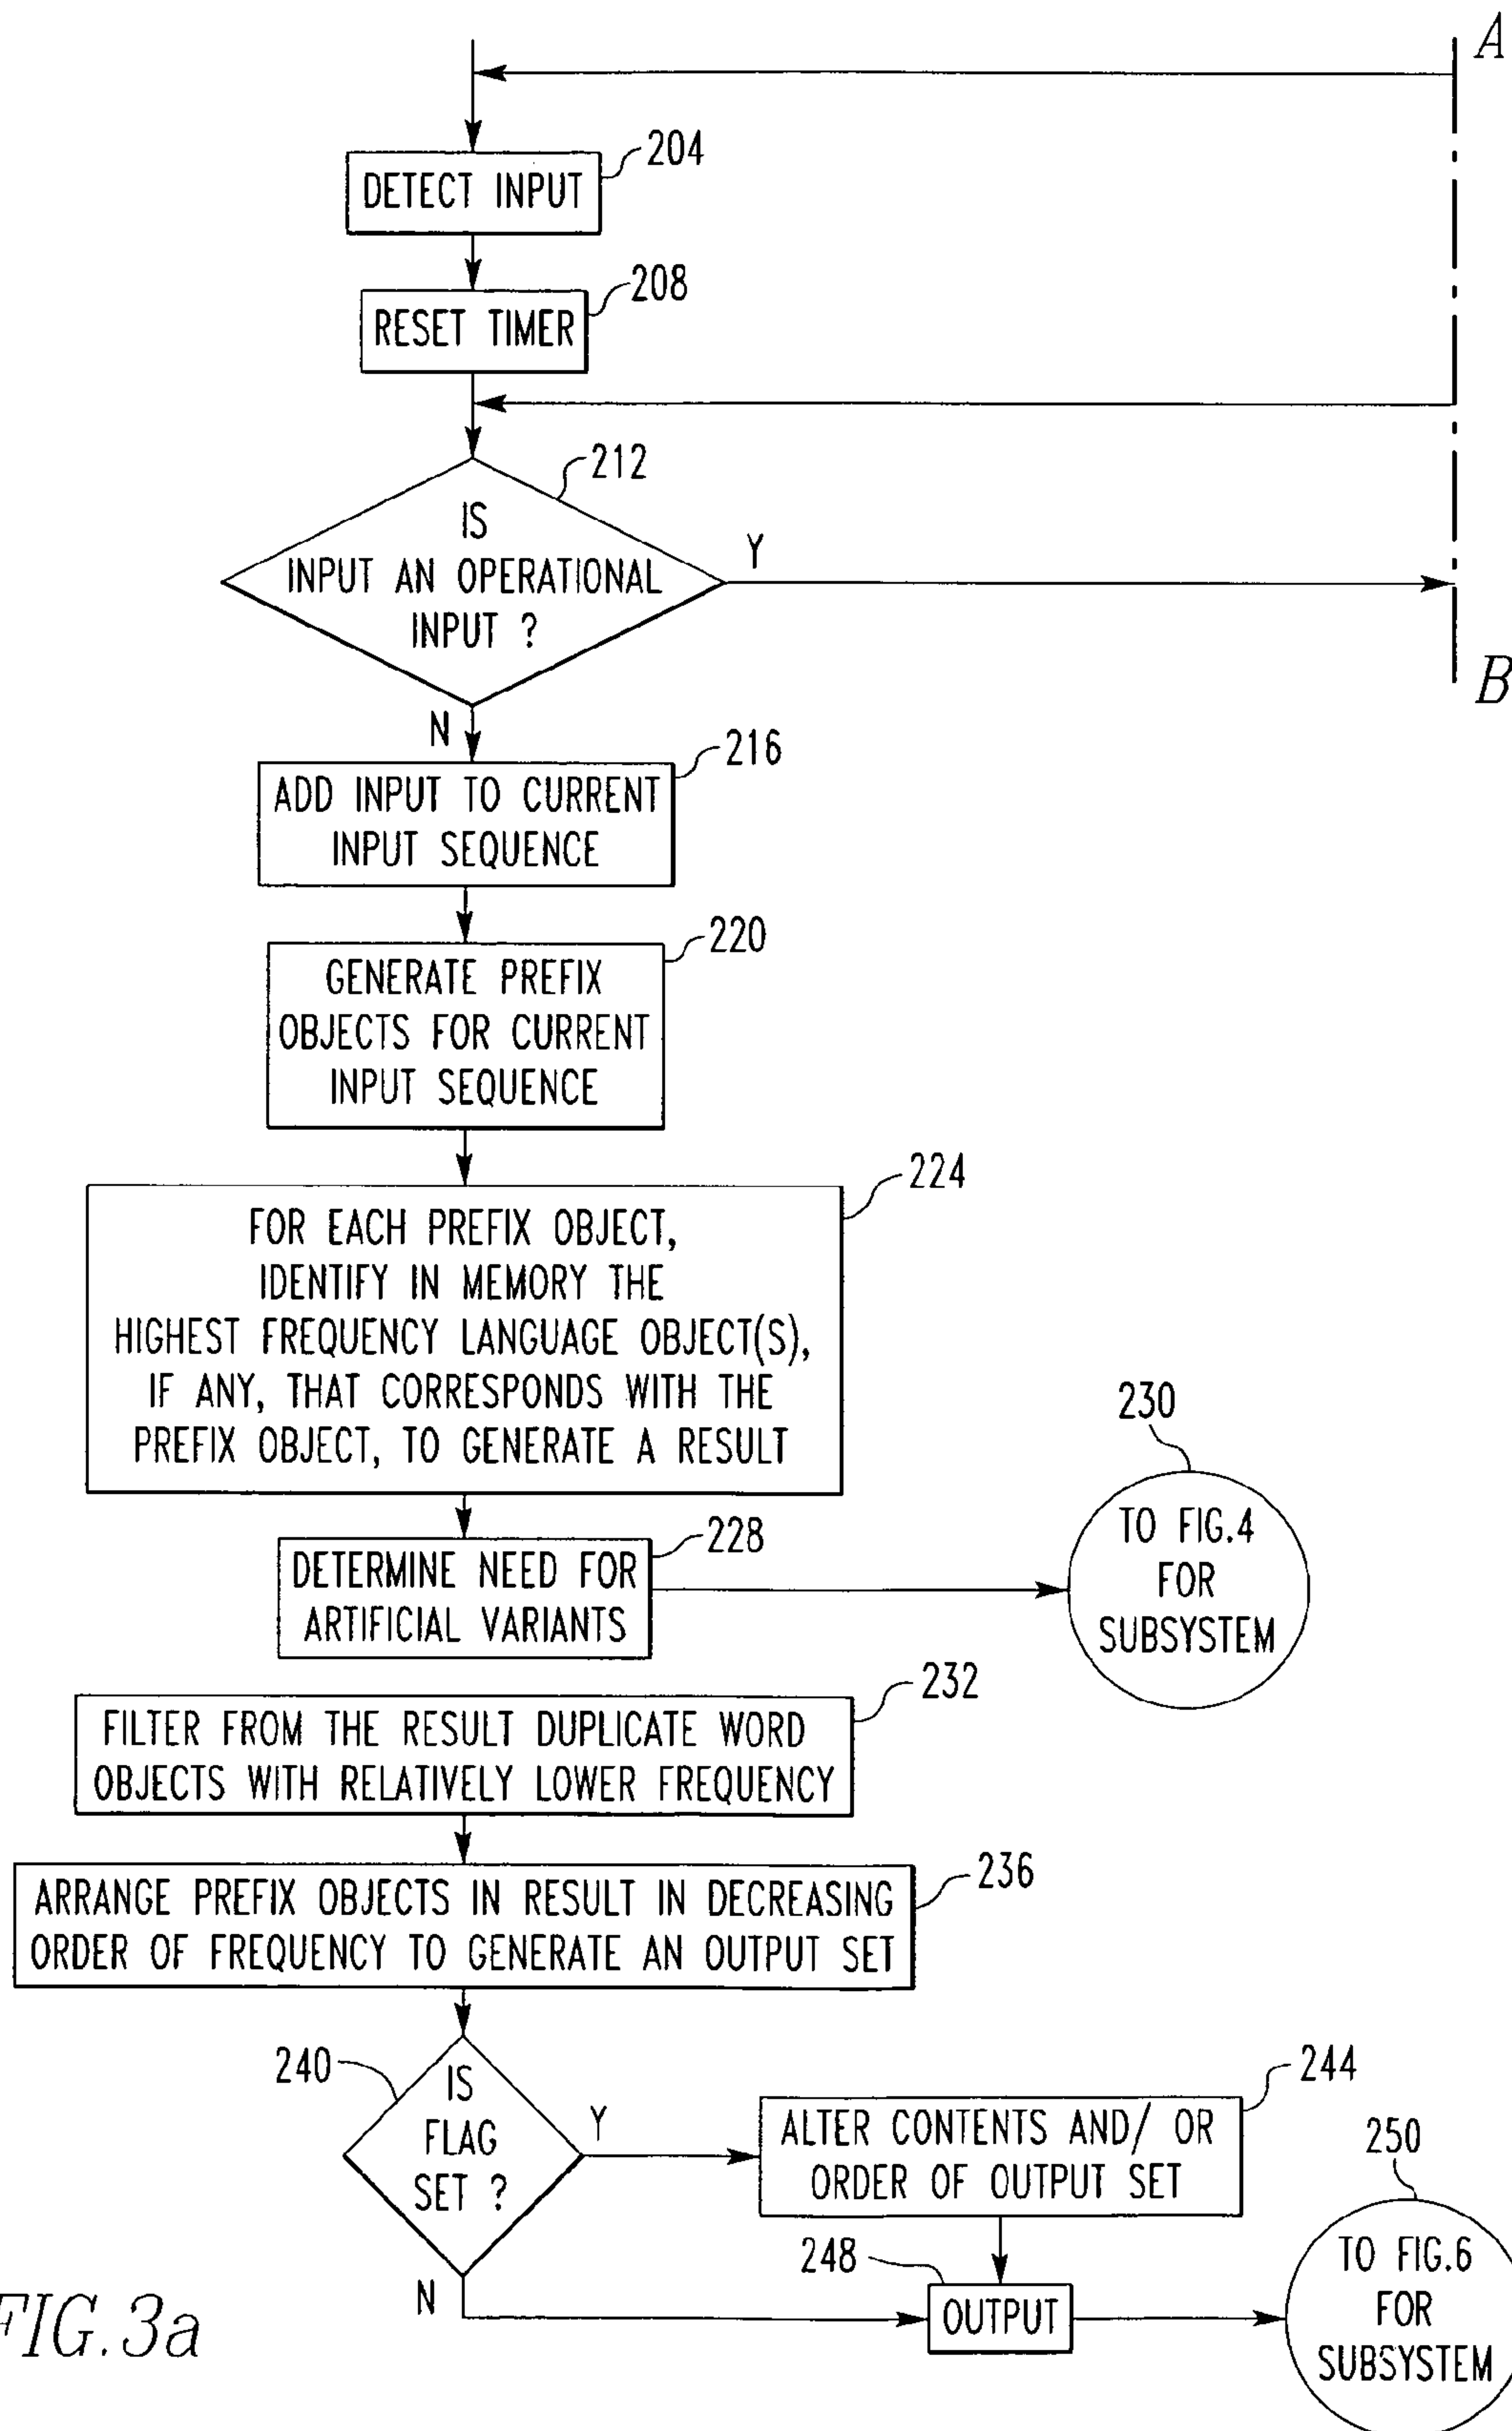 A
204
DETECT INPUT
208
RESET TIMER
212
IS
INPUT AN OPERATIONAL
INPUT ?
Y
B
N
216
ADD INPUT TO CURRENT
INPUT SEQUENCE
220
GENERATE PREFIX
OBJECTS FOR CURRENT
INPUT SEQUENCE
224
FOR EACH PREFIX OBJECT,
IDENTIFY IN MEMORY THE
HIGHEST FREQUENCY LANGUAGE OBJECT(S),
IF ANY, THAT CORRESPONDS WITH THE
PREFIX OBJECT, TO GENERATE A RESULT
230
TO FIG.4
FOR
SUBSYSTEM
228
DETERMINE NEED FOR
ARTIFICIAL VARIANTS
232
FILTER FROM THE RESULT DUPLICATE WORD
OBJECTS WITH RELATIVELY LOWER FREQUENCY
236
ARRANGE PREFIX OBJECTS IN RESULT IN DECREASING
ORDER OF FREQUENCY TO GENERATE AN OUTPUT SET
240
IS
FLAG
SET ?
Y
244
ALTER CONTENTS AND/ OR
ORDER OF OUTPUT SET
N
248
OUTPUT
250
TO FIG.6
FOR
SUBSYSTEM
FIG.3a